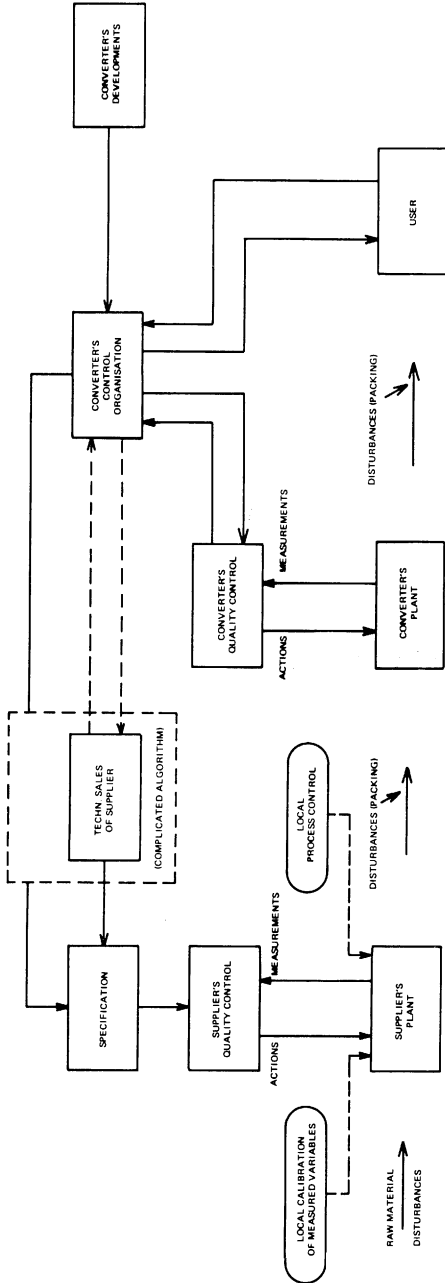 CONVERTER'S
DEVELOPMENTS
CONVERTER'S
CONTROL
ORGANISATION
TECHN. SALES
OF SUPPLIER
(COMPLICATED ALGORITHM)
SPECIFICATION
SUPPLIER'S
QUALITY CONTROL
CONVERTER'S
QUALITY CONTROL
ACTIONS
MEASUREMENTS
ACTIONS
MEASUREMENTS
LOCAL CALIBRATION
OF MEASURED VARIABLES
LOCAL
PROCESS CONTROL
SUPPLIER'S
PLANT
CONVERTER'S
PLANT
USER
RAW MATERIAL
DISTURBANCES
DISTURBANCES (PACKING)
DISTURBANCES (PACKING)